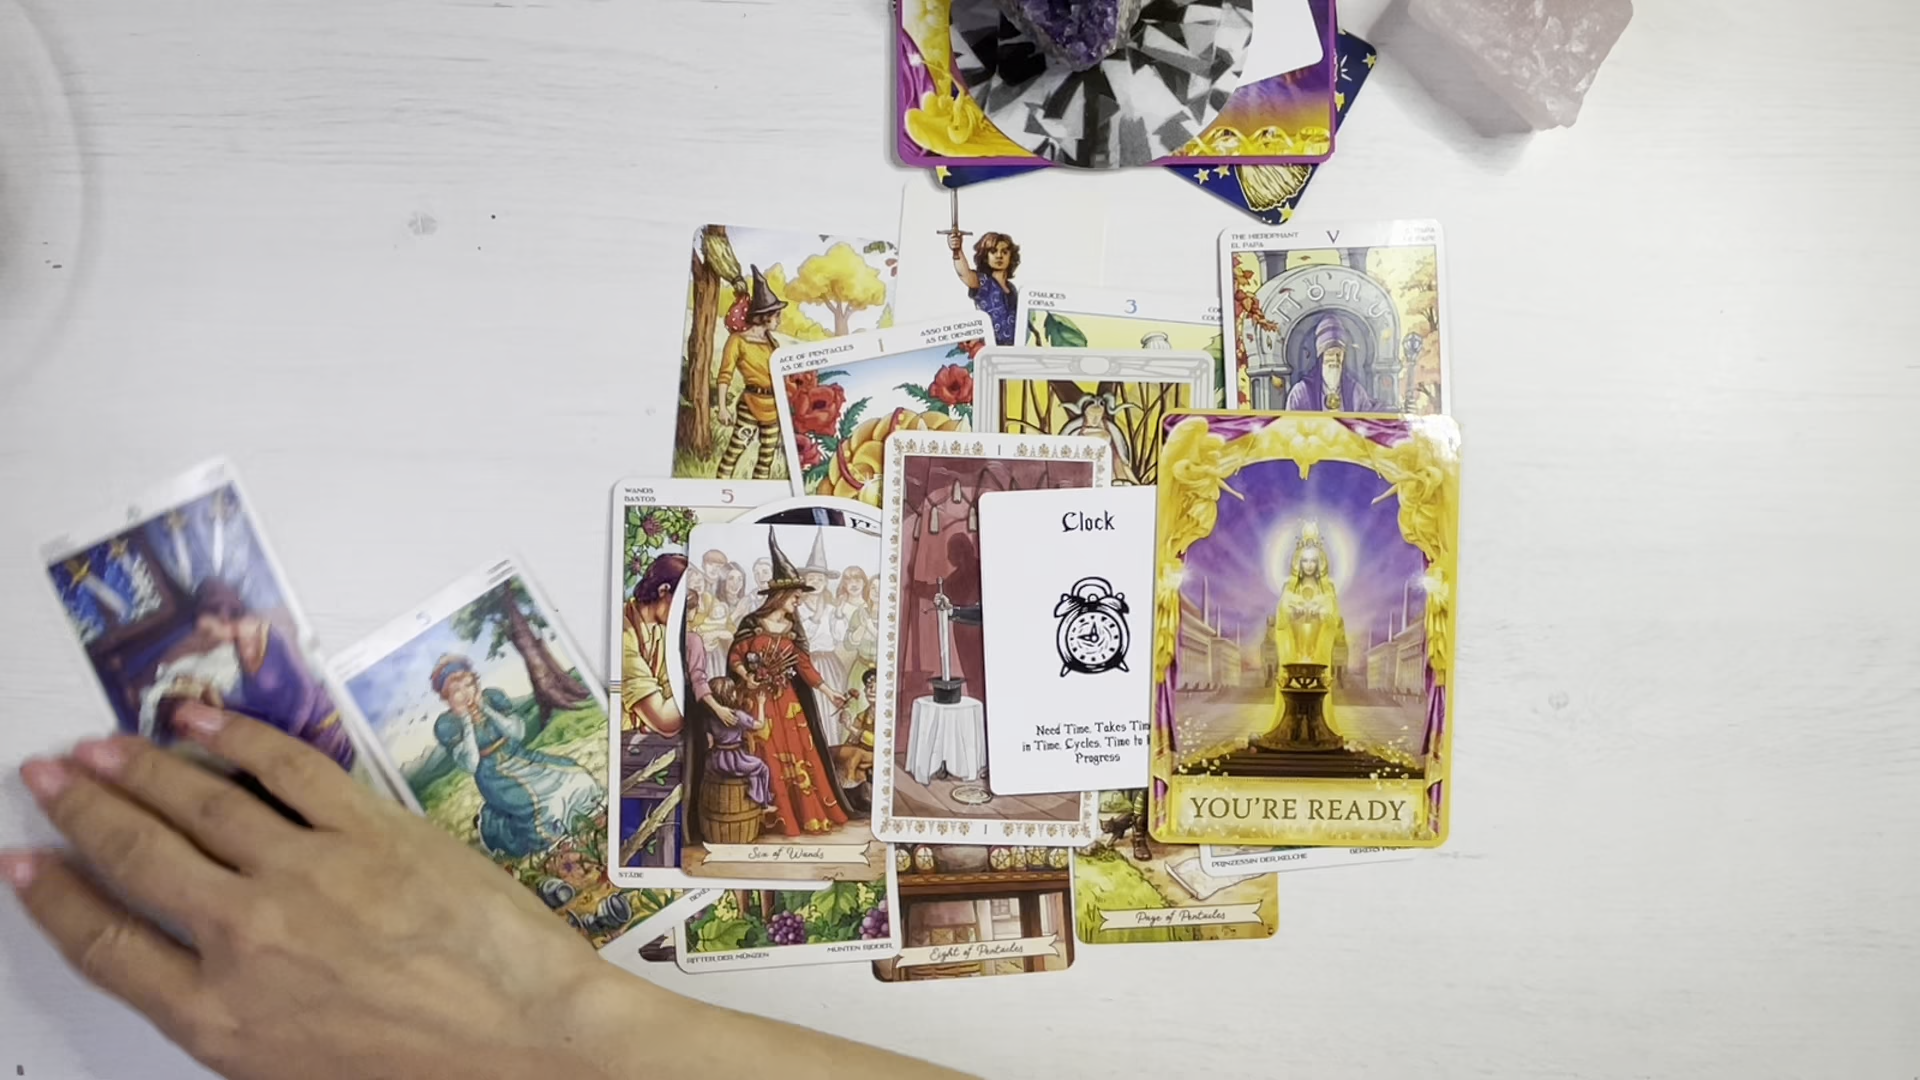 THE HIEROPHANT
EL PAPA
V
CHALICES
COPAS
3
ACE OF PENTACLES
AS DE OROS
I
ASSO DI DENARI
AS DE DENIERS
WANDS
BASTOS
5
I
Clock
5
Need Time, Takes Tim
in Time, Cycles, Time to
Progress
YOU'RE READY
Six of Wands
I
STÄBE
PRINZESSIN DER KELCHE
Page of Pentacles
RITTER DER MÜNZEN
MUNTEN RIDDER
Eight of Pentacles